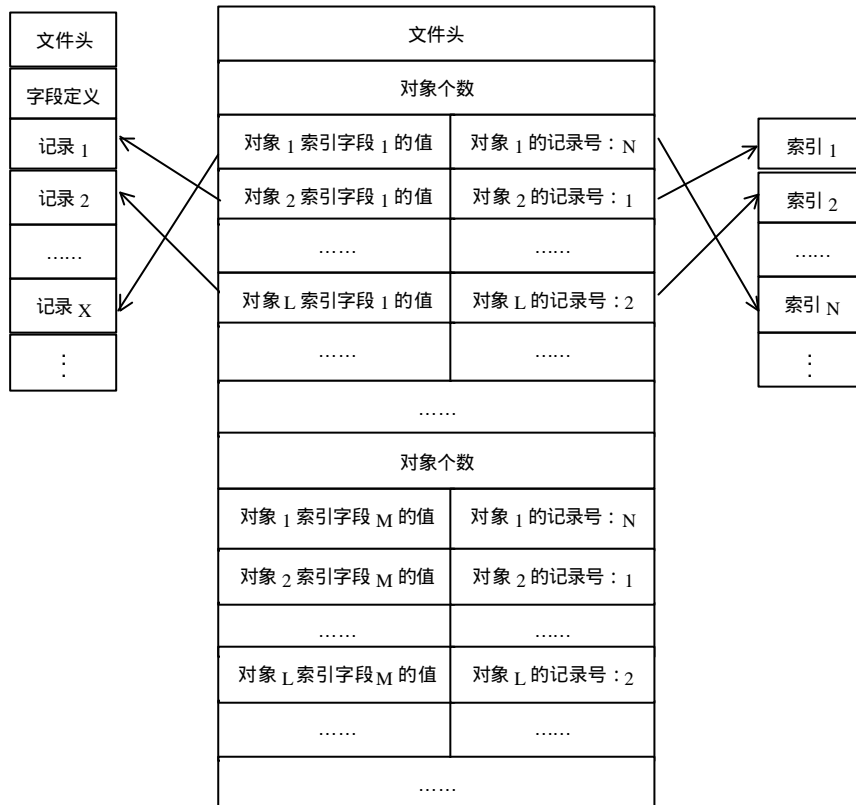 文件头
字段定义
记录 1
记录 2
……
记录 X
⋮
文件头
对象个数
对象 1 索引字段 1 的值 对象 1 的记录号：N
对象 2 索引字段 1 的值 对象 2 的记录号：1
…… ……
对象 L 索引字段 1 的值 对象 L 的记录号：2
…… ……
……
对象个数
对象 1 索引字段 M 的值 对象 1 的记录号：N
对象 2 索引字段 M 的值 对象 2 的记录号：1
…… ……
对象 L 索引字段 M 的值 对象 L 的记录号：2
…… ……
……
索引 1
索引 2
……
索引 N
⋮